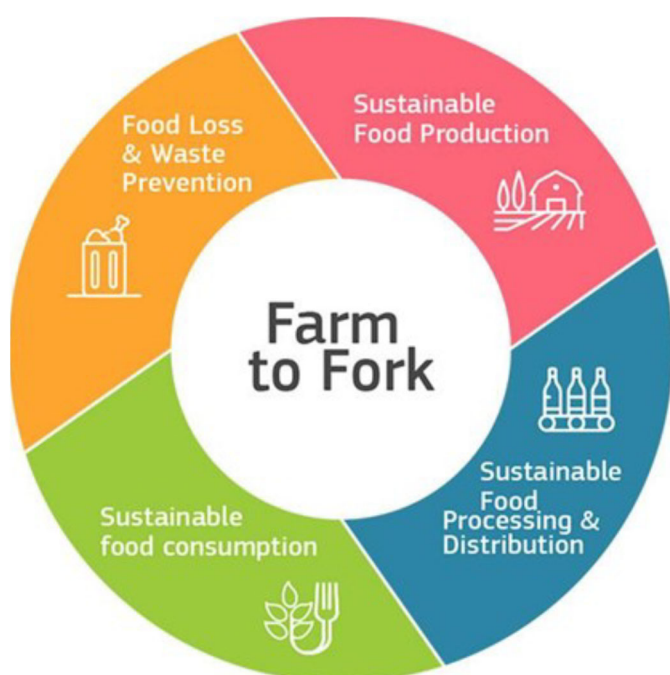 Food Loss
& Waste
Prevention
Sustainable
Food Production
Farm
to Fork
Sustainable
Food
Processing &
Distribution
Sustainable
food consumption